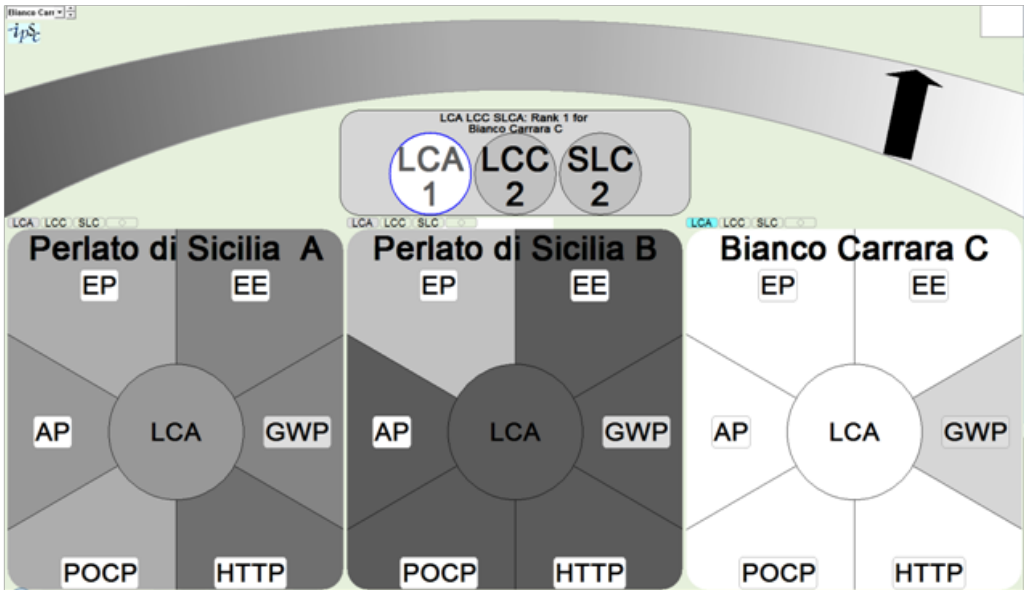 Bianco Carr
ipsc
LCA LCC SLCA: Rank 1 for
Bianco Carrara C
LCA LCC SLC
1 2 2
LCA LCC SLC
LCA LCC SLC
LCA LCC SLC
Perlato di Sicilia A
EP EE
AP LCA GWP
POCP HTTP
Perlato di Sicilia B
EP EE
AP LCA GWP
POCP HTTP
Bianco Carrara C
EP EE
AP LCA GWP
POCP HTTP